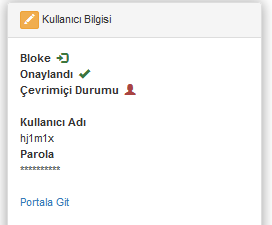 Kullanıcı Bilgisi
Bloke
Onaylandı
Çevrimiçi Durumu
Kullanıcı Adı
hj1m1x
Parola
**********
Portala Git